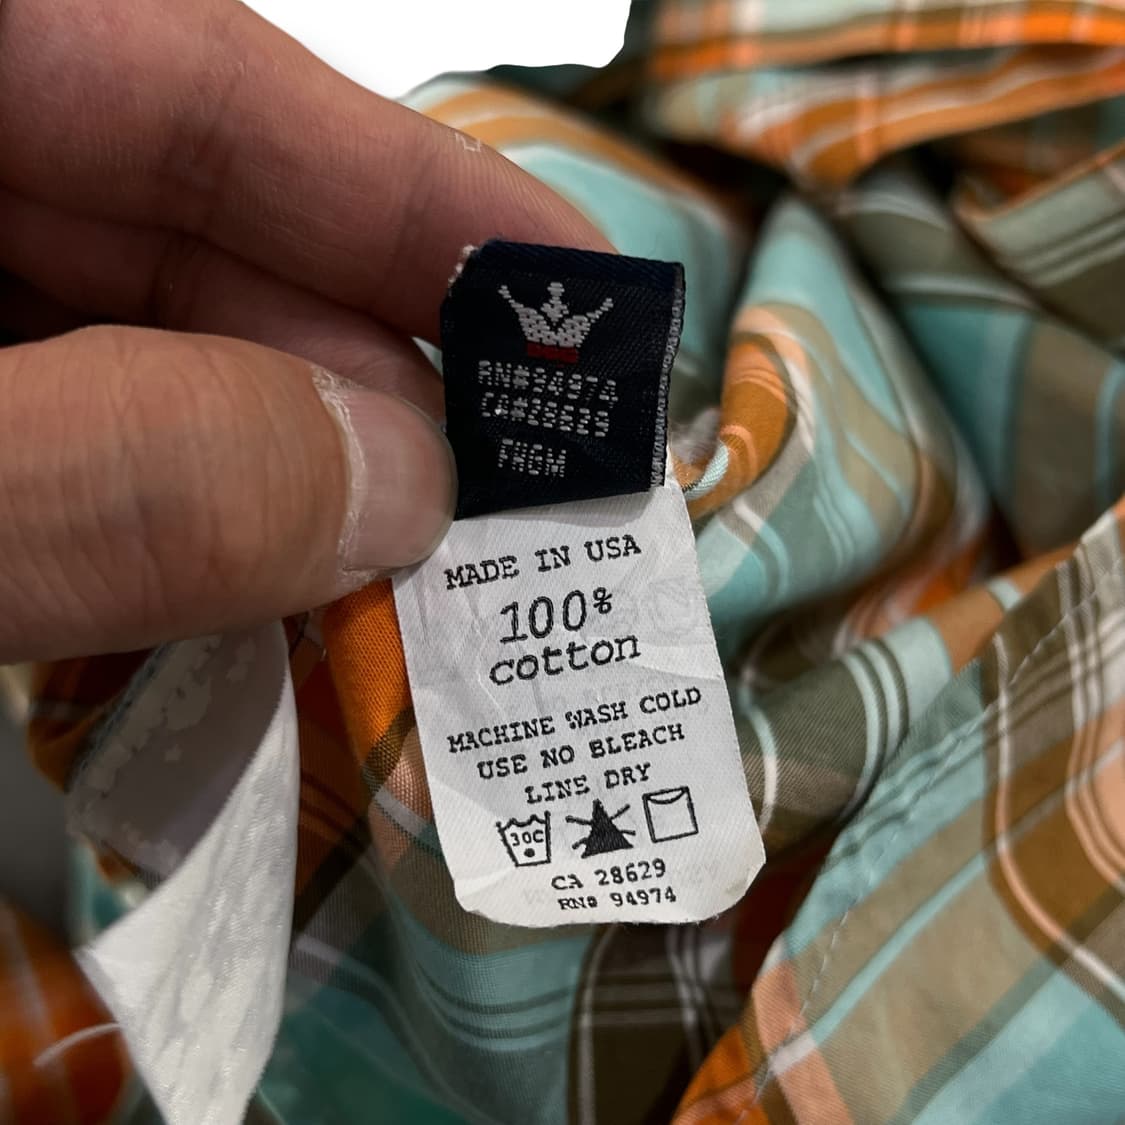 RN#94974
CA#28629
MADE IN USA
100%
cotton
MACHINE WASH COLD
USE NO BLEACH
LINE DRY
30C
CA 28629
RN# 94974